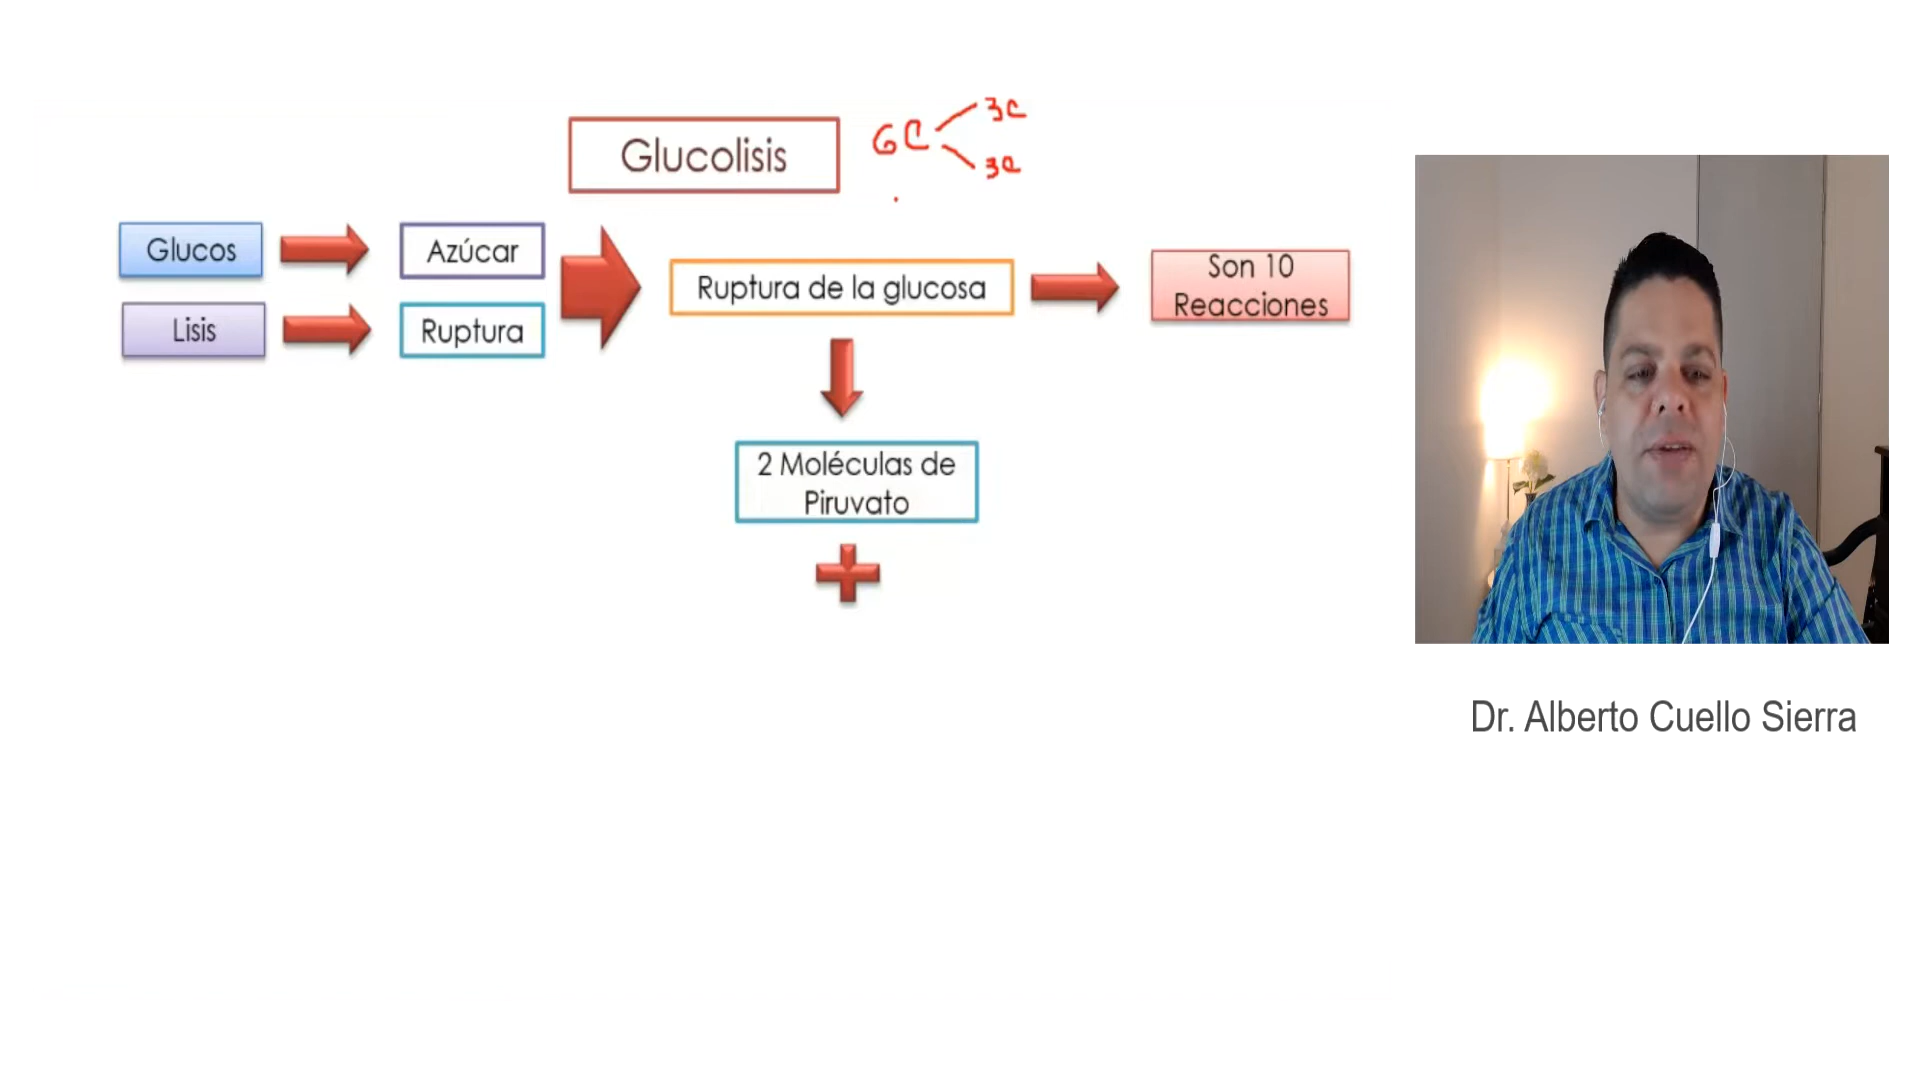 Glucolisis
6C
3C
3C
Glucos
Azúcar
Lisis
Ruptura
Ruptura de la glucosa
Son 10
Reacciones
2 Moléculas de
Piruvato
Dr. Alberto Cuello Sierra